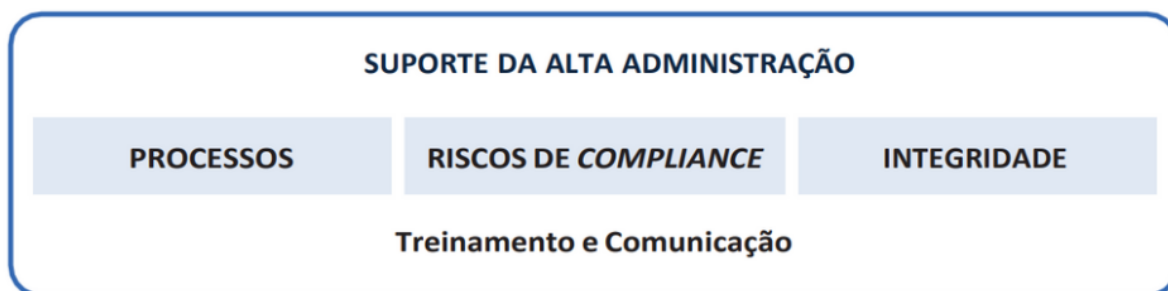 SUPORTE DA ALTA ADMINISTRAÇÃO
PROCESSOS
RISCOS DE COMPLIANCE
INTEGRIDADE
Treinamento e Comunicação